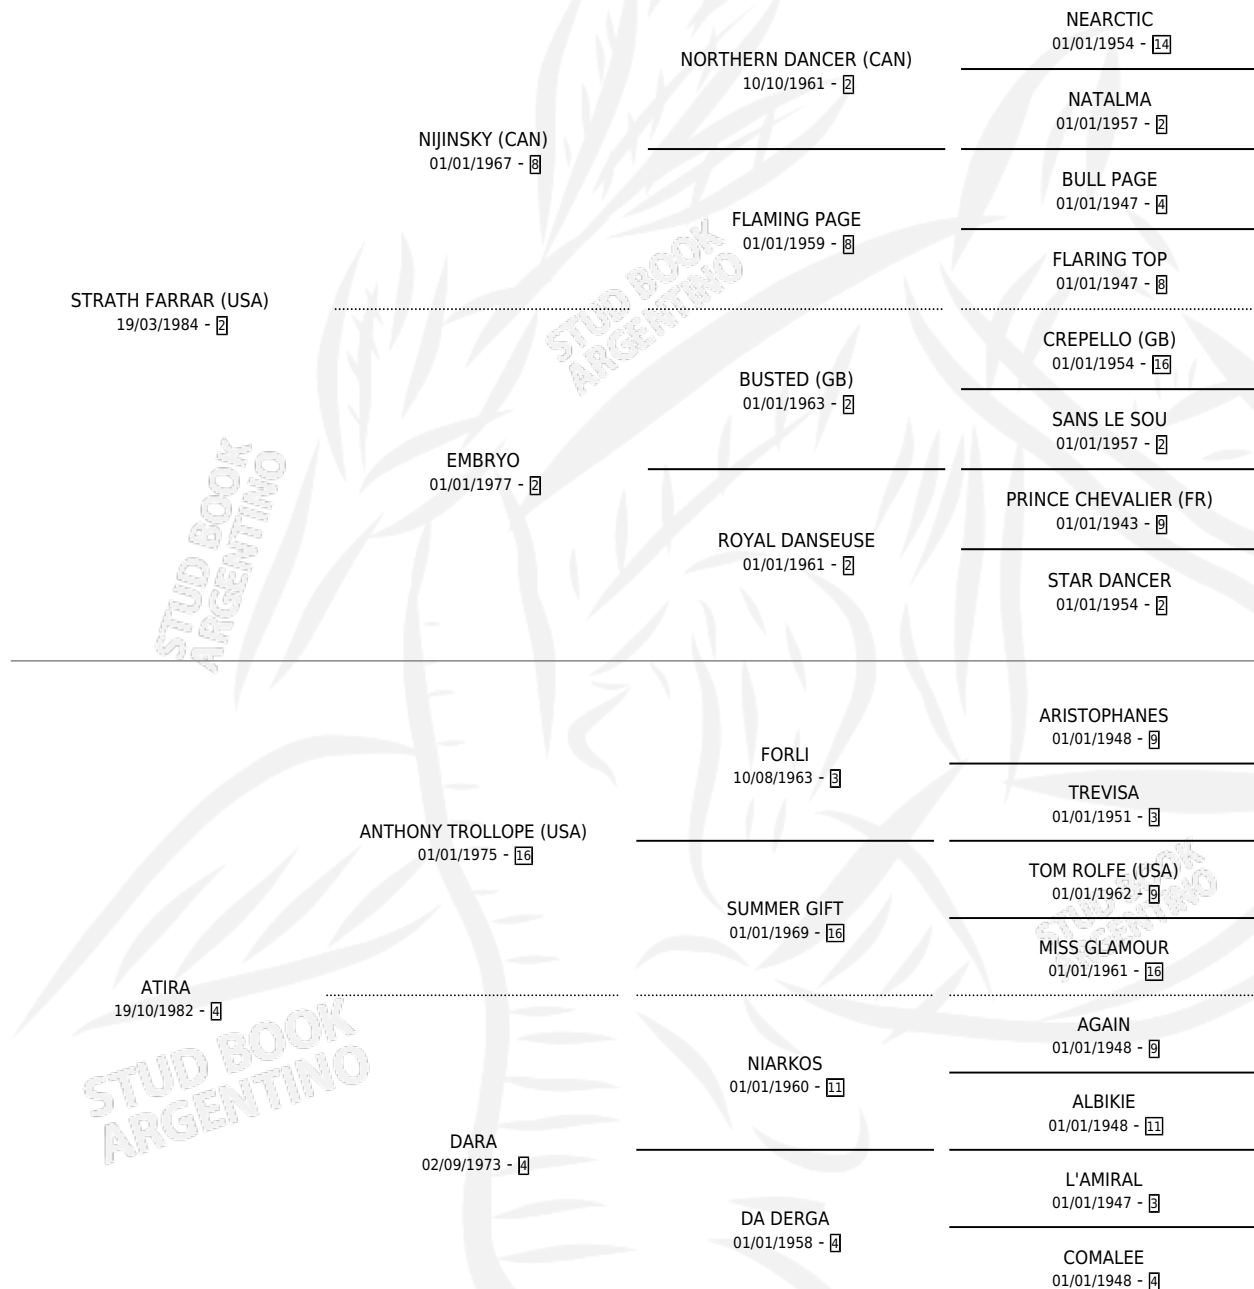 NEARCTIC
01/01/1954 - 14
NORTHERN DANCER (CAN)
10/10/1961 - 2
NATALMA
01/01/1957 - 2
NIJINSKY (CAN)
01/01/1967 - 8
BULL PAGE
01/01/1947 - 4
FLAMING PAGE
01/01/1959 - 8
FLARING TOP
01/01/1947 - 8
STRATH FARRAR (USA)
19/03/1984 - 2
STUD BOOK
ARGENTINO
CREPELLO (GB)
01/01/1954 - 16
BUSTED (GB)
01/01/1963 - 2
SANS LE SOU
01/01/1957 - 2
EMBRYO
01/01/1977 - 2
PRINCE CHEVALIER (FR)
01/01/1943 - 9
ROYAL DANSEUSE
01/01/1961 - 2
STAR DANCER
01/01/1954 - 2
STUD BOOK
ARGENTINO
ARISTOPHANES
01/01/1948 - 9
FORLI
10/08/1963 - 3
TREVISA
01/01/1951 - 3
ANTHONY TROLLOPE (USA)
01/01/1975 - 16
TOM ROLFE (USA)
01/01/1962 - 9
SUMMER GIFT
01/01/1969 - 16
MISS GLAMOUR
01/01/1961 - 16
STUD BOOK
ARGENTINO
ATIRA
19/10/1982 - 4
STUD BOOK
ARGENTINO
AGAIN
01/01/1948 - 9
NIARKOS
01/01/1960 - 11
ALBIKIE
01/01/1948 - 11
DARA
02/09/1973 - 4
L'AMIRAL
01/01/1947 - 3
DA DERGA
01/01/1958 - 4
COMALEE
01/01/1948 - 4